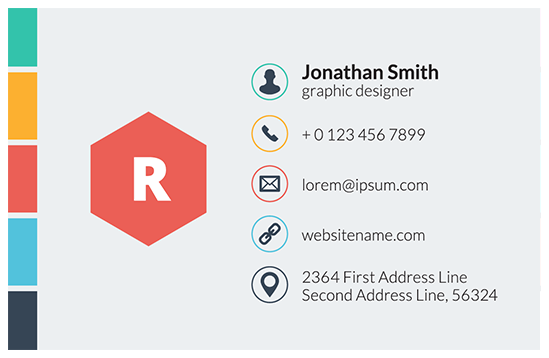 R
Jonathan Smith
graphic designer
+ 0 123 456 7899
lorem@ipsum.com
websitename.com
2364 First Address Line
Second Address Line, 56324